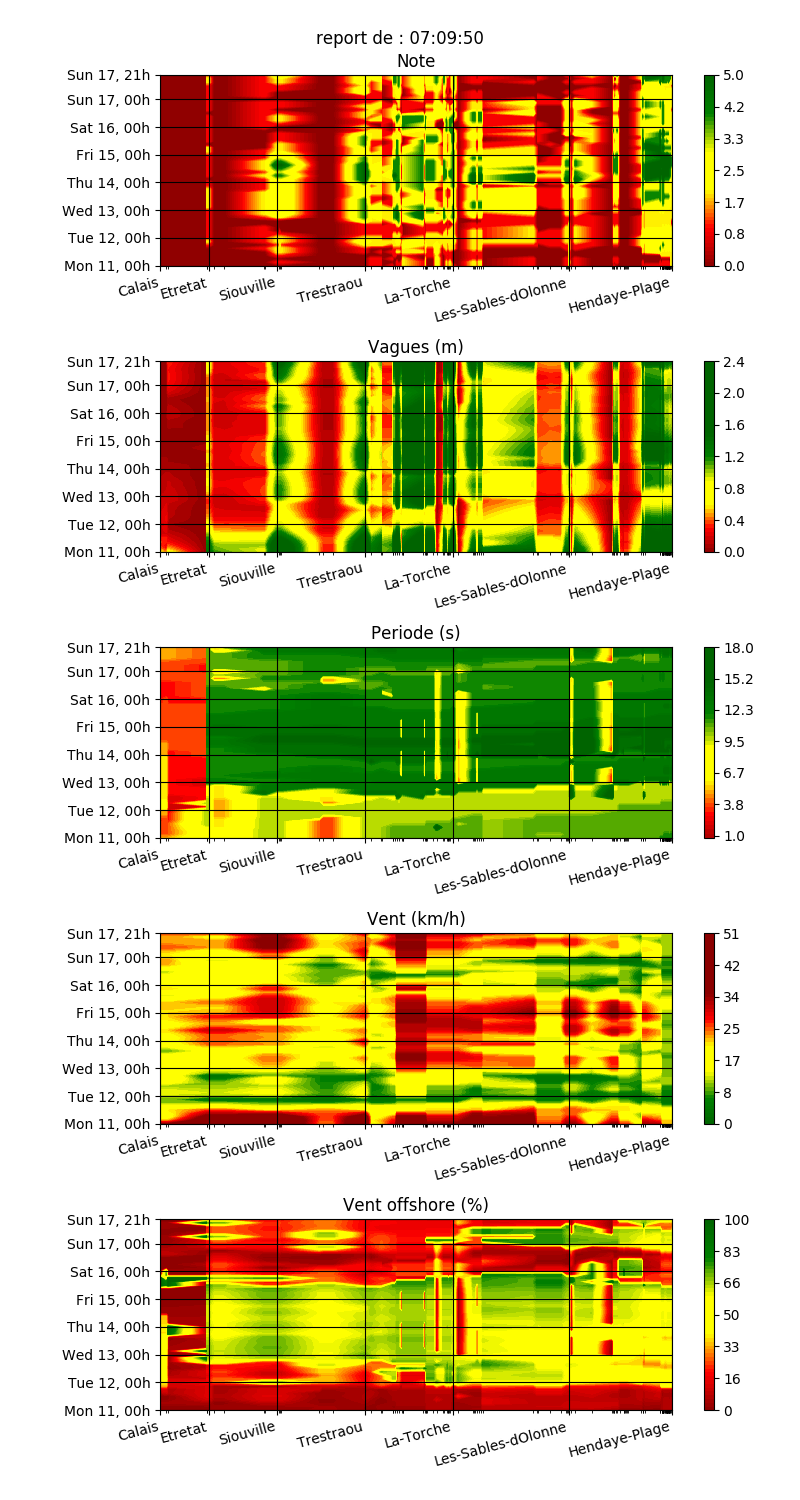 report de : 07:09:50
Note
Sun 17, 21h
Sun 17, 00h
Sat 16, 00h
Fri 15, 00h
Thu 14, 00h
Wed 13, 00h
Tue 12, 00h
Mon 11, 00h
5.0
4.2
3.3
2.5
1.7
0.8
0.0
Calais Etretat Siouville Trestraou La-Torche Les-Sables-dOlonne Hendaye-Plage
Vagues (m)
Sun 17, 21h
Sun 17, 00h
Sat 16, 00h
Fri 15, 00h
Thu 14, 00h
Wed 13, 00h
Tue 12, 00h
Mon 11, 00h
2.4
2.0
1.6
1.2
0.8
0.4
0.0
Calais Etretat Siouville Trestraou La-Torche Les-Sables-dOlonne Hendaye-Plage
Periode (s)
Sun 17, 21h
Sun 17, 00h
Sat 16, 00h
Fri 15, 00h
Thu 14, 00h
Wed 13, 00h
Tue 12, 00h
Mon 11, 00h
18.0
15.2
12.3
9.5
6.7
3.8
1.0
Calais Etretat Siouville Trestraou La-Torche Les-Sables-dOlonne Hendaye-Plage
Vent (km/h)
Sun 17, 21h
Sun 17, 00h
Sat 16, 00h
Fri 15, 00h
Thu 14, 00h
Wed 13, 00h
Tue 12, 00h
Mon 11, 00h
51
42
34
25
17
8
0
Calais Etretat Siouville Trestraou La-Torche Les-Sables-dOlonne Hendaye-Plage
Vent offshore (%)
Sun 17, 21h
Sun 17, 00h
Sat 16, 00h
Fri 15, 00h
Thu 14, 00h
Wed 13, 00h
Tue 12, 00h
Mon 11, 00h
100
83
66
50
33
16
0
Calais Etretat Siouville Trestraou La-Torche Les-Sables-dOlonne Hendaye-Plage